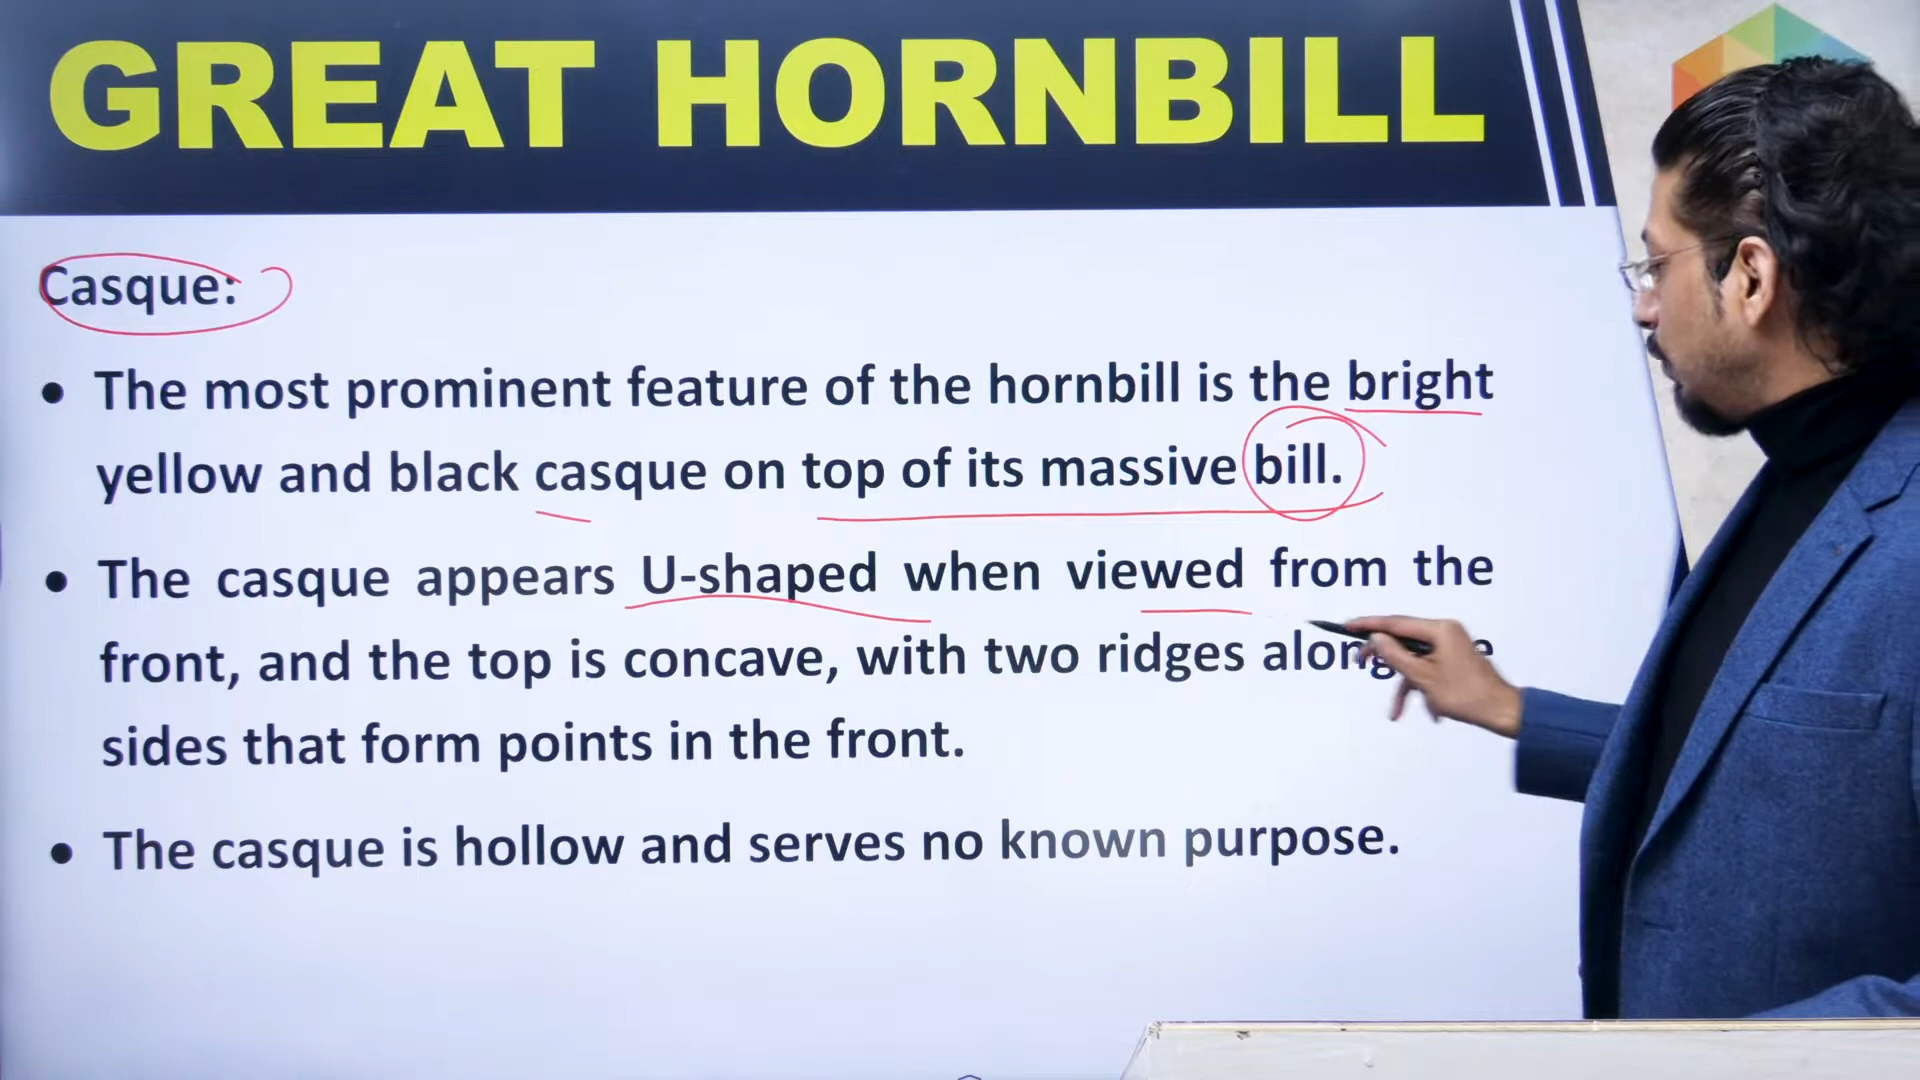 GREAT HORNBILL
Casque:
• The most prominent feature of the hornbill is the bright
yellow and black casque on top of its massive bill.
• The casque appears U-shaped when viewed from the
front, and the top is concave, with two ridges along
sides that form points in the front.
• The casque is hollow and serves no known purpose.